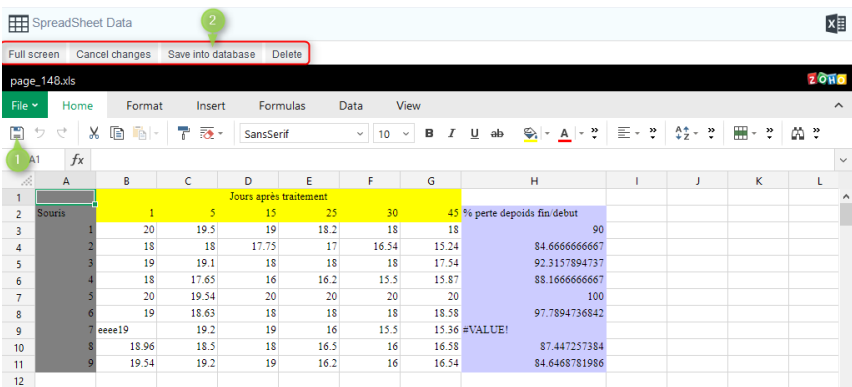 SpreadSheet Data
2
Full screen Cancel changes Save into database Delete
page_148.xls ZOHO
File Home Format Insert Formulas Data View
SansSerif 10 B I U ab A
1 A1 fx
A B C D E F G H I J K L
1 Jours après traitement
2 Souris 1 5 15 25 30 45 % perte depoids fin/debut
3 1 20 19.5 19 18.2 18 18 90
4 2 18 18 17.75 17 16.54 15.24 84.6666666667
5 3 19 19.1 18 18 18 17.54 92.3157894737
6 4 18 17.65 16 16.2 15.5 15.87 88.1666666667
7 5 20 19.54 20 20 20 20 100
8 6 19 18.63 18 18 18 18.58 97.7894736842
9 7 eeee19 19.2 19 16 15.5 15.36 #VALUE!
10 8 18.96 18.5 18 16.5 16 16.58 87.447257384
11 9 19.54 19.2 19 16.2 16 16.54 84.6468781986
12